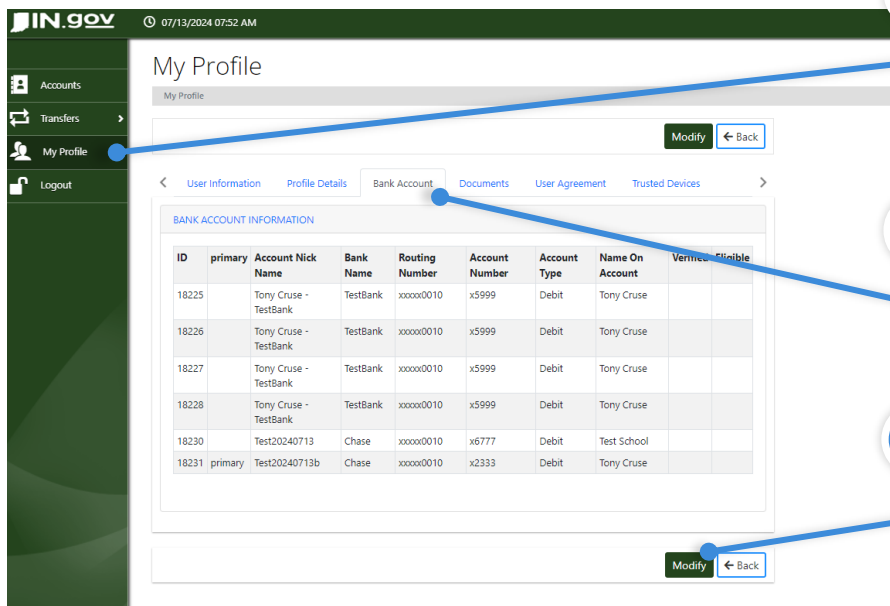 IN.gov
07/13/2024 07:52 AM
Accounts
Transfers
My Profile
Logout
My Profile
My Profile
Modify
Back
User Information Profile Details Bank Account Documents User Agreement Trusted Devices
BANK ACCOUNT INFORMATION
ID primary Account Nick Name Bank Name Routing Number Account Number Account Type Name On Account Verified Eligible
18225 Tony Cruse - TestBank TestBank xxxxx0010 x5999 Debit Tony Cruse
18226 Tony Cruse - TestBank TestBank xxxxx0010 x5999 Debit Tony Cruse
18227 Tony Cruse - TestBank TestBank xxxxx0010 x5999 Debit Tony Cruse
18228 Tony Cruse - TestBank TestBank xxxxx0010 x5999 Debit Tony Cruse
18230 Test20240713 Chase xxxxx0010 x6777 Debit Test School
18231 primary Test20240713b Chase xxxxx0010 x2333 Debit Tony Cruse
Modify
Back